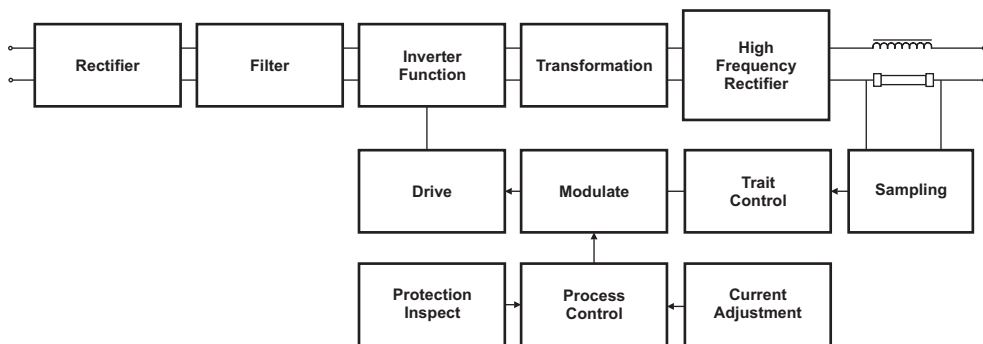 Rectifier
Filter
Inverter
Function
Transformation
High
Frequency
Rectifier
Drive
Modulate
Trait
Control
Sampling
Protection
Inspect
Process
Control
Current
Adjustment